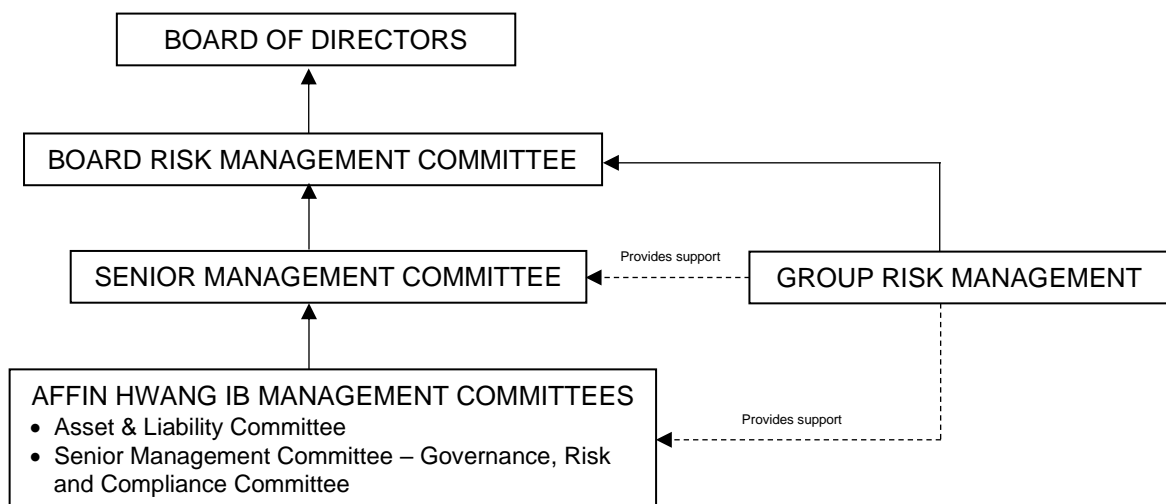 BOARD OF DIRECTORS
BOARD RISK MANAGEMENT COMMITTEE
SENIOR MANAGEMENT COMMITTEE
Provides support
GROUP RISK MANAGEMENT
AFFIN HWANG IB MANAGEMENT COMMITTEES
• Asset & Liability Committee
• Senior Management Committee – Governance, Risk
and Compliance Committee
Provides support